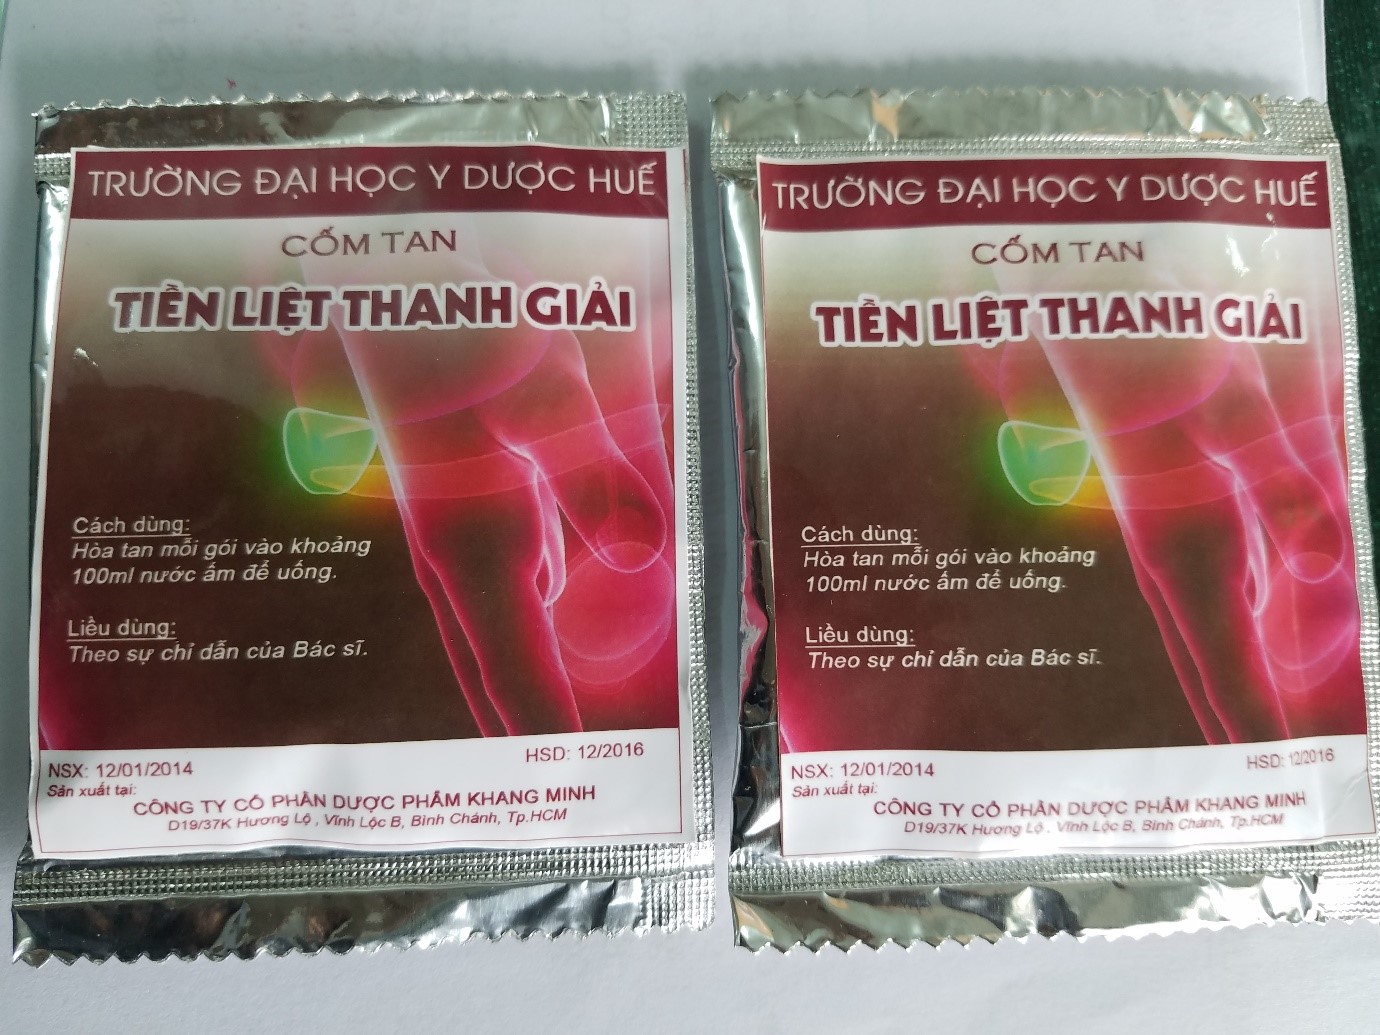 TRƯỜNG ĐẠI HỌC Y DƯỢC HUẾ
CỐM TAN
TIỀN LIỆT THANH GIẢI
Cách dùng:
Hòa tan mỗi gói vào khoảng
100ml nước ấm để uống.
Liều dùng:
Theo sự chỉ dẫn của Bác sĩ.
NSX: 12/01/2014
HSD: 12/2016
Sản xuất tại:
CÔNG TY CỔ PHẦN DƯỢC PHẨM KHANG MINH
D19/37K Hương Lộ , Vĩnh Lộc B, Bình Chánh, Tp.HCM
TRƯỜNG ĐẠI HỌC Y DƯỢC HUẾ
CỐM TAN
TIỀN LIỆT THANH GIẢI
Cách dùng:
Hòa tan mỗi gói vào khoảng
100ml nước ấm để uống.
Liều dùng:
Theo sự chỉ dẫn của Bác sĩ.
NSX: 12/01/2014
HSD: 12/2016
Sản xuất tại:
CÔNG TY CỔ PHẦN DƯỢC PHẨM KHANG MINH
D19/37K Hương Lộ , Vĩnh Lộc B, Bình Chánh, Tp.HCM